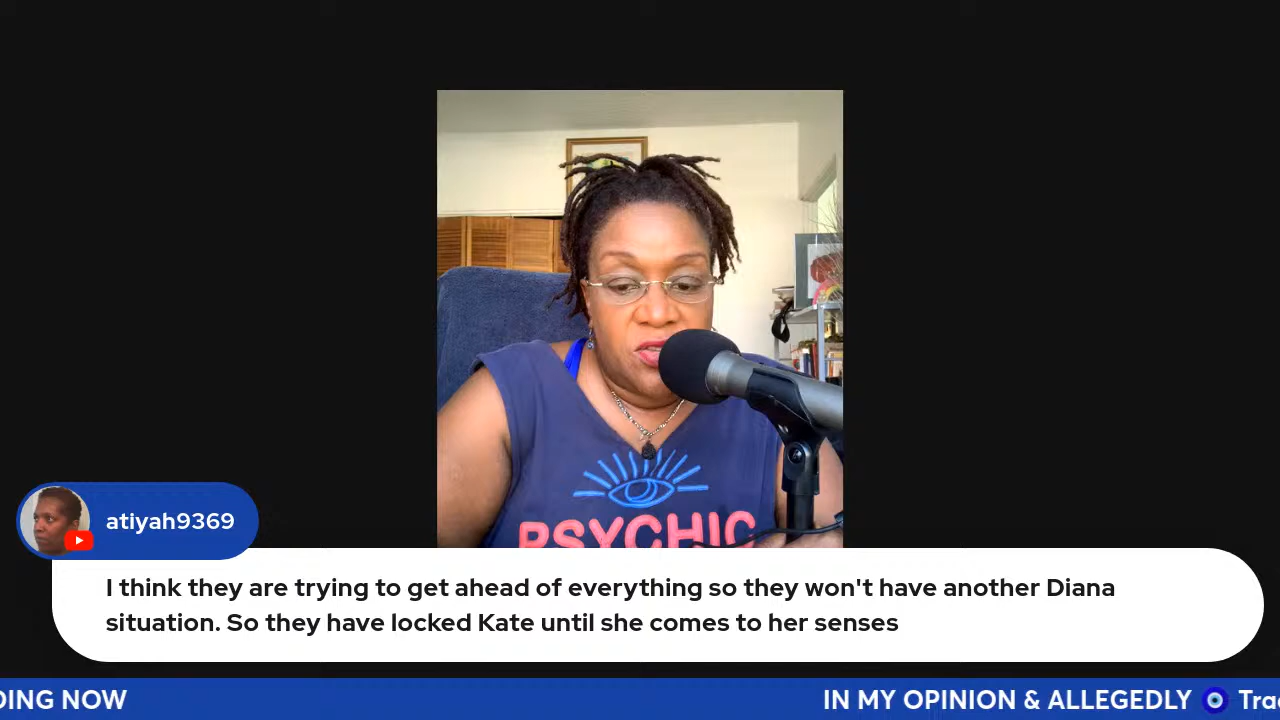 PSYCHIC
atiyah9369
I think they are trying to get ahead of everything so they won't have another Diana
situation. So they have locked Kate until she comes to her senses
DING NOW IN MY OPINION & ALLEGEDLY Trac